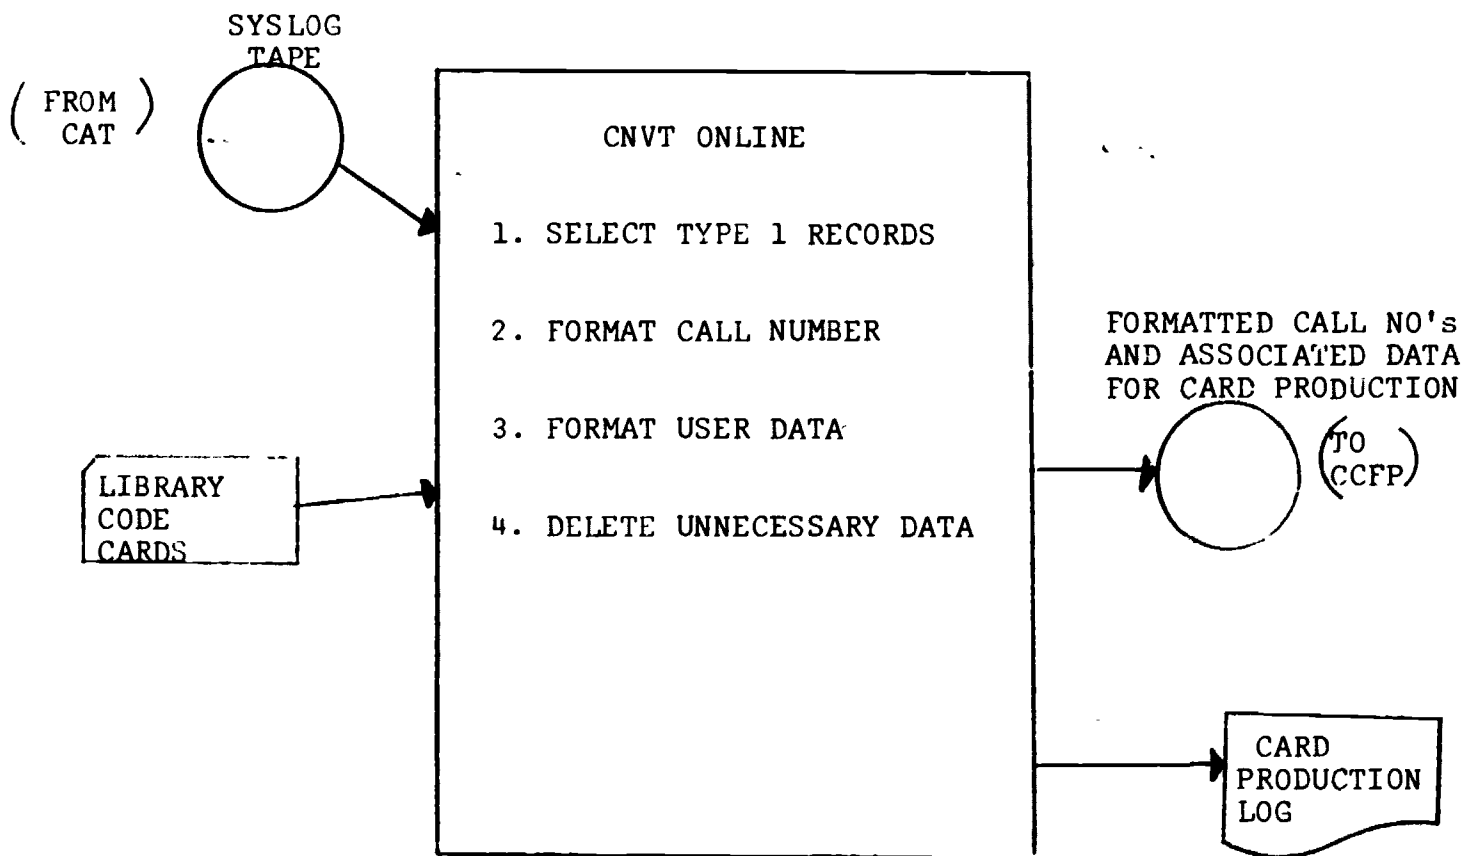 SYSLOG
TAPE
( FROM
CAT )
CNVT ONLINE
1. SELECT TYPE 1 RECORDS
2. FORMAT CALL NUMBER
3. FORMAT USER DATA
4. DELETE UNNECESSARY DATA
LIBRARY
CODE
CARDS
FORMATTED CALL NO's
AND ASSOCIATED DATA
FOR CARD PRODUCTION
(TO
CCFP)
CARD
PRODUCTION
LOG